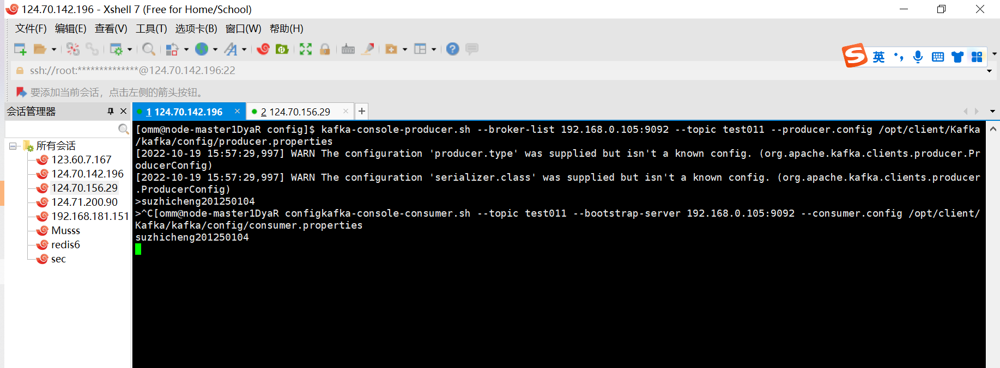 124.70.142.196 - Xshell 7 (Free for Home/School)
文件(F) 编辑(E) 查看(V) 工具(T) 选项卡(B) 窗口(W) 帮助(H)
英
ssh://root:**************@124.70.142.196:22
要添加当前会话，点击左侧的箭头按钮。
会话管理器
1 124.70.142.196
2 124.70.156.29
所有会话
123.60.7.167
124.70.142.196
124.70.156.29
124.71.200.90
192.168.181.151
Musss
redis6
sec
[omm@node-master1DyaR config]$ kafka-console-producer.sh --broker-list 192.168.0.105:9092 --topic test011 --producer.config /opt/client/Kafka
/kafka/config/producer.properties
[2022-10-19 15:57:29,997] WARN The configuration 'producer.type' was supplied but isn't a known config. (org.apache.kafka.clients.producer.Pr
oducerConfig)
[2022-10-19 15:57:29,997] WARN The configuration 'serializer.class' was supplied but isn't a known config. (org.apache.kafka.clients.producer
.ProducerConfig)
>suzhicheng201250104
>^C[omm@node-master1DyaR configkafka-console-consumer.sh --topic test011 --bootstrap-server 192.168.0.105:9092 --consumer.config /opt/client/
Kafka/kafka/config/consumer.properties
suzhicheng201250104